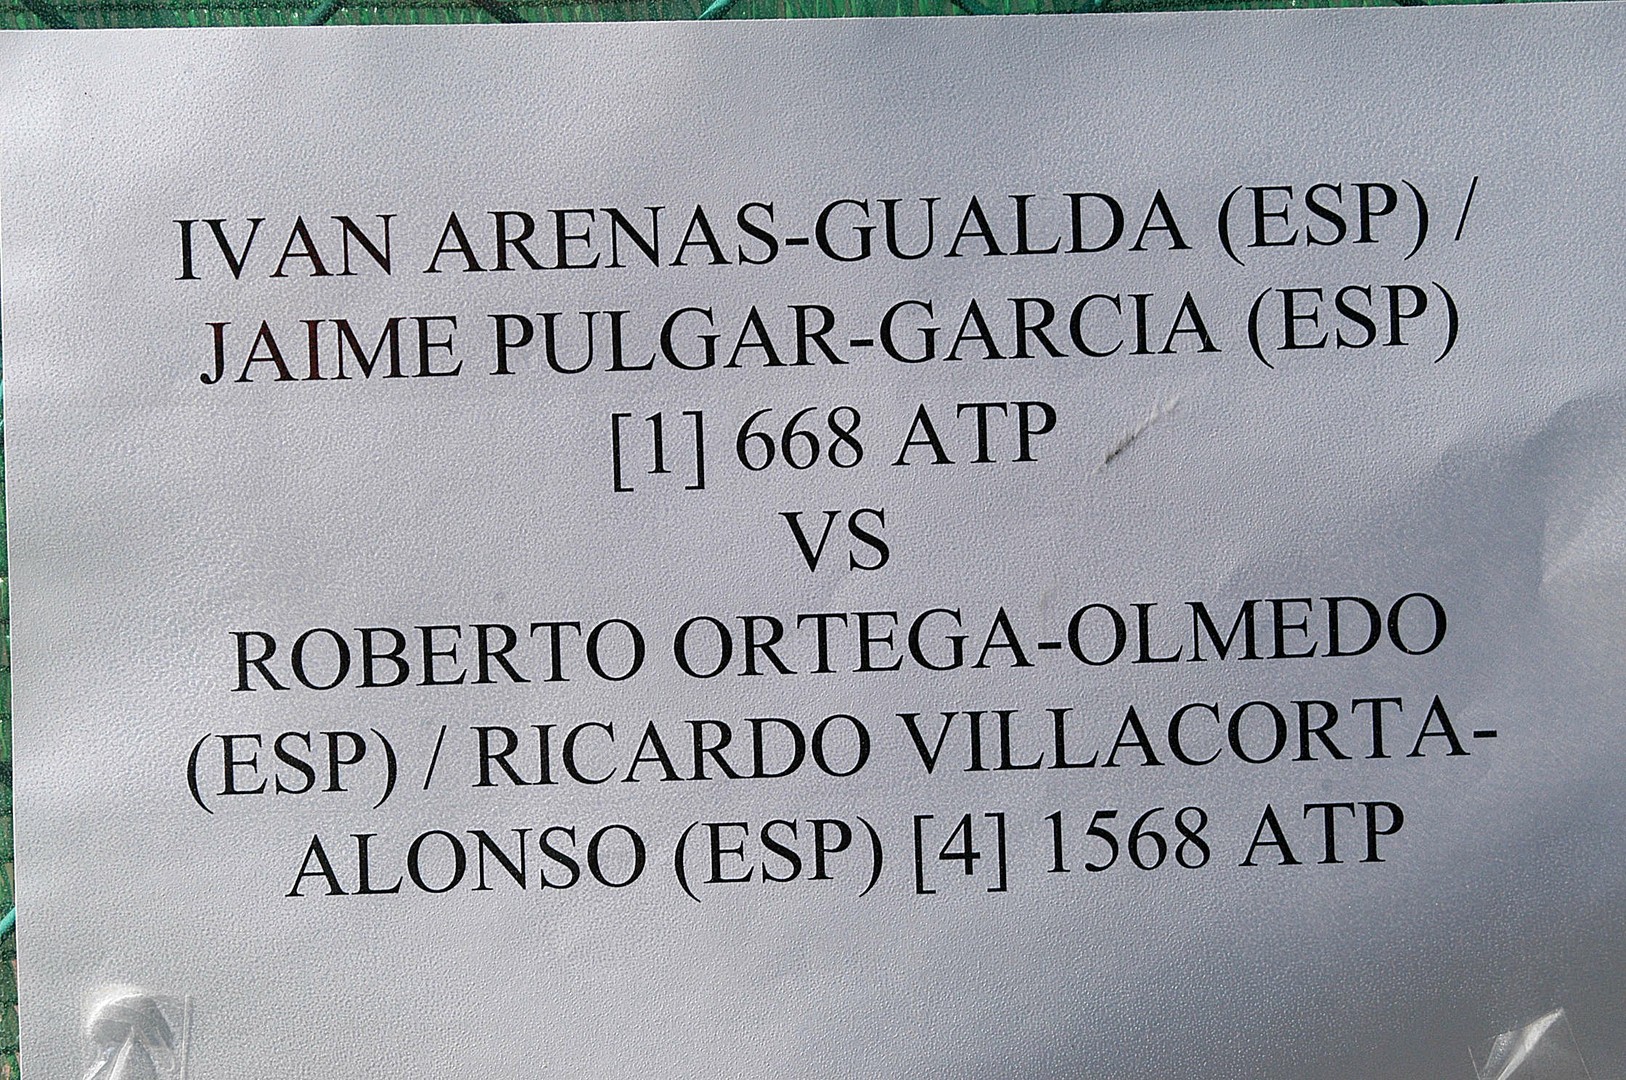 IVAN ARENAS-GUALDA (ESP) /
JAIME PULGAR-GARCIA (ESP)
[1] 668 ATP
VS
ROBERTO ORTEGA-OLMEDO
(ESP) / RICARDO VILLACORTA-
ALONSO (ESP) [4] 1568 ATP